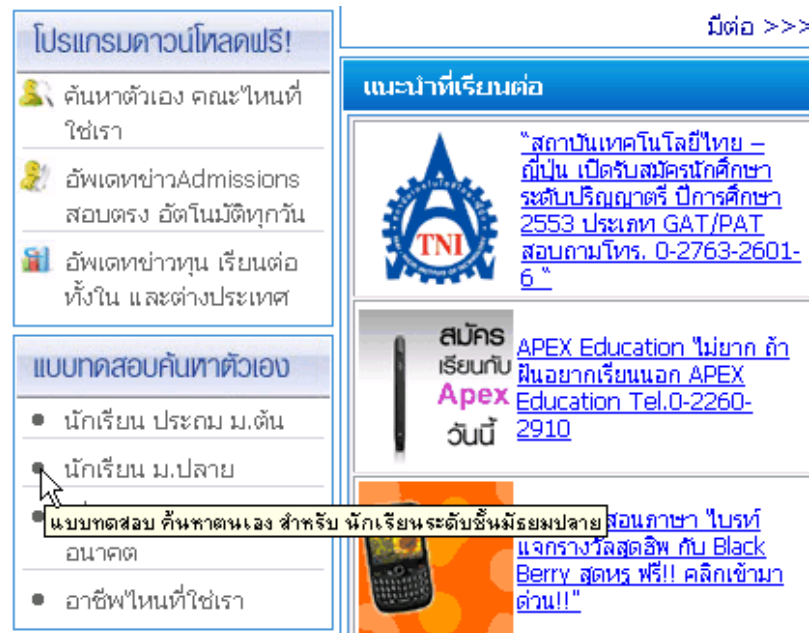 โปรแกรมดาวน์โหลดฟรี!
ค้นหาตัวเอง คณะไหนที่
ใช่เรา
อัพเดทข่าวAdmissions
สอบตรง อัตโนมัติทุกวัน
อัพเดทข่าวทุน เรียนต่อ
ทั้งใน และต่างประเทศ
แบบทดสอบค้นหาตัวเอง
นักเรียน ประถม ม.ต้น
นักเรียน ม.ปลาย
แบบทดสอบ ค้นหาตนเอง สำหรับ นักเรียนระดับชั้นมัธยมปลาย
อนาคต
อาชีพไหนที่ใช่เรา
มีต่อ >>>
แนะนำที่เรียนต่อ
TNI
"สถาบันเทคโนโลยีไทย –
ญี่ปุ่น เปิดรับสมัครนักศึกษา
ระดับปริญญาตรี ปีการศึกษา
2553 ประเภท GAT/PAT
สอบถามโทร. 0-2763-2601-
6 "
สมัคร
เรียนกับ
Apex
วันนี้
APEX Education ไม่ยาก ถ้า
ฝันอยากเรียนนอก APEX
Education Tel.0-2260-
2910
สอนภาษา ไบรท์
แจกรางวัลสุดฮิพ กับ Black
Berry สุดหรู ฟรี!! คลิกเข้ามา
ด่วน!!"